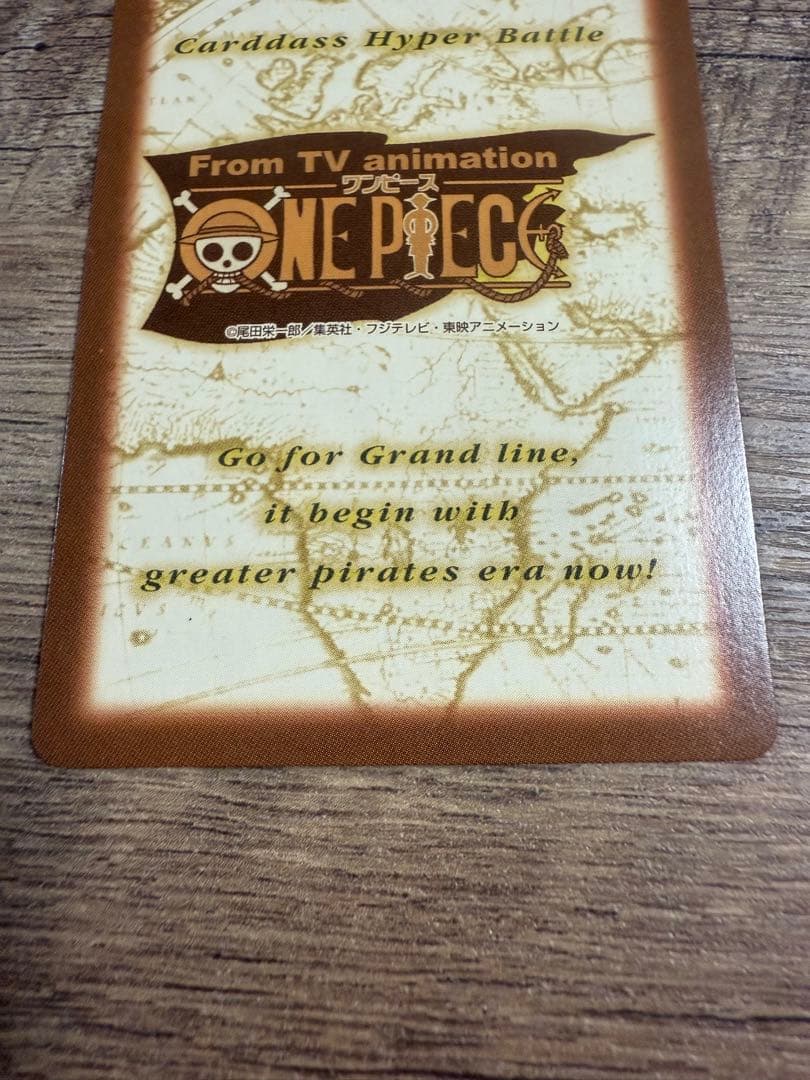 Carddass Hyper Battle
From TV animation
ワンピース
ONE PIECE
©尾田栄一郎／集英社・フジテレビ・東映アニメーション
Go for Grand line,
it begin with
greater pirates era now!